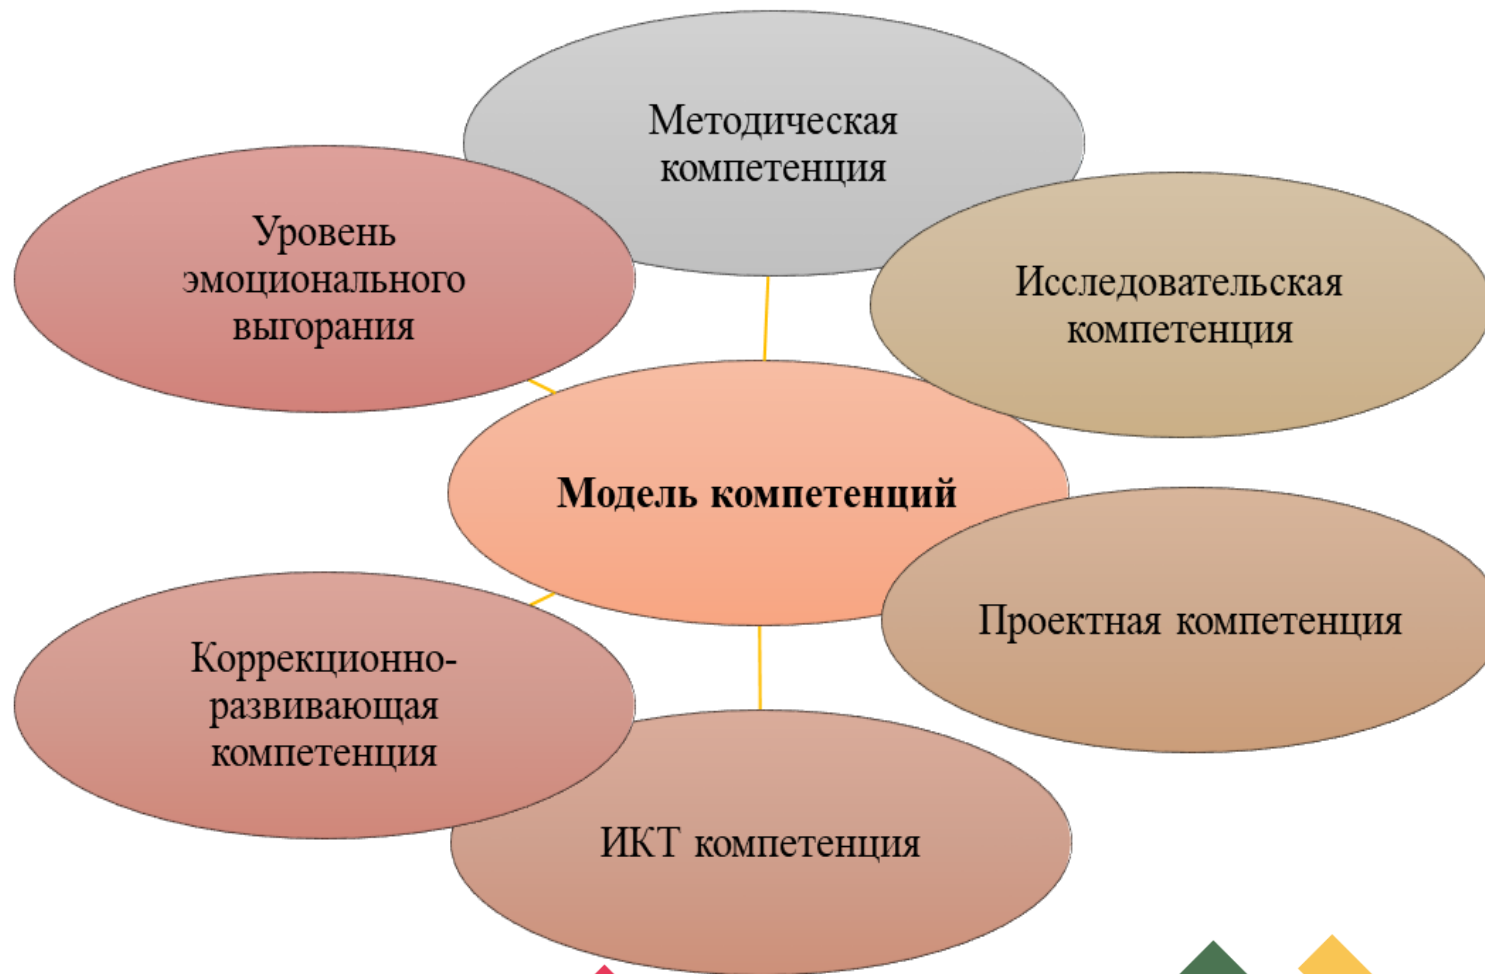 Методическая
компетенция
Уровень
эмоционального
выгорания
Исследовательская
компетенция
Модель компетенций
Проектная компетенция
Коррекционно-
развивающая
компетенция
ИКТ компетенция